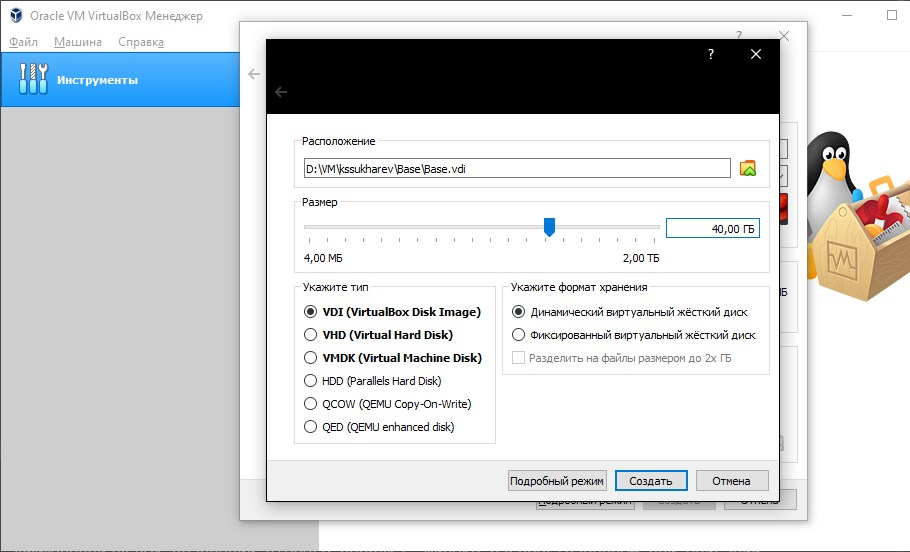 Oracle VM VirtualBox Менеджер
Файл Машина Справка
?
Инструменты
?
Расположение
D:\VM\kssukharev\Base\Base.vdi
Размер
40,00 ГБ
4,00 МБ 2,00 ТБ
Укажите тип
VDI (VirtualBox Disk Image)
VHD (Virtual Hard Disk)
VMDK (Virtual Machine Disk)
HDD (Parallels Hard Disk)
QCOW (QEMU Copy-On-Write)
QED (QEMU enhanced disk)
Укажите формат хранения
Динамический виртуальный жёсткий диск
Фиксированный виртуальный жёсткий диск
Разделить на файлы размером до 2х ГБ
Подробный режим Создать Отмена